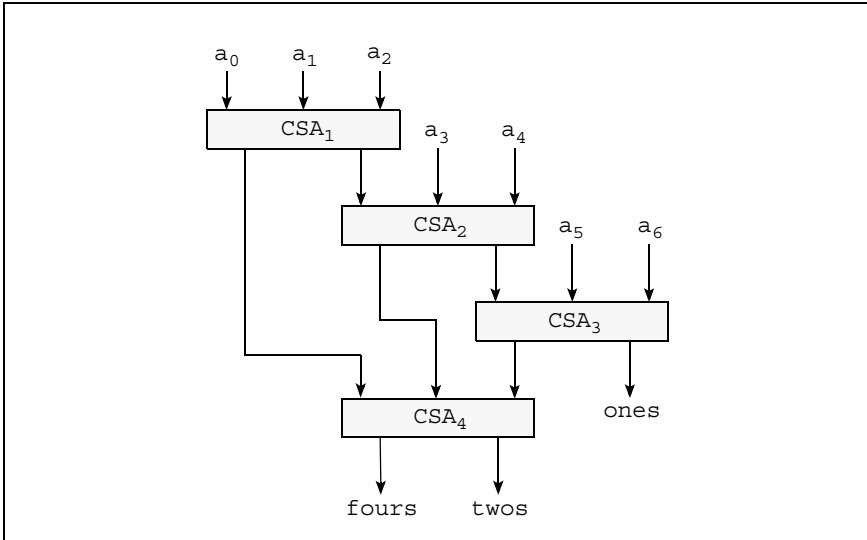 a₀ a₁ a₂
CSA₁
a₃ a₄
CSA₂
a₅ a₆
CSA₃
ones
CSA₄
fours twos